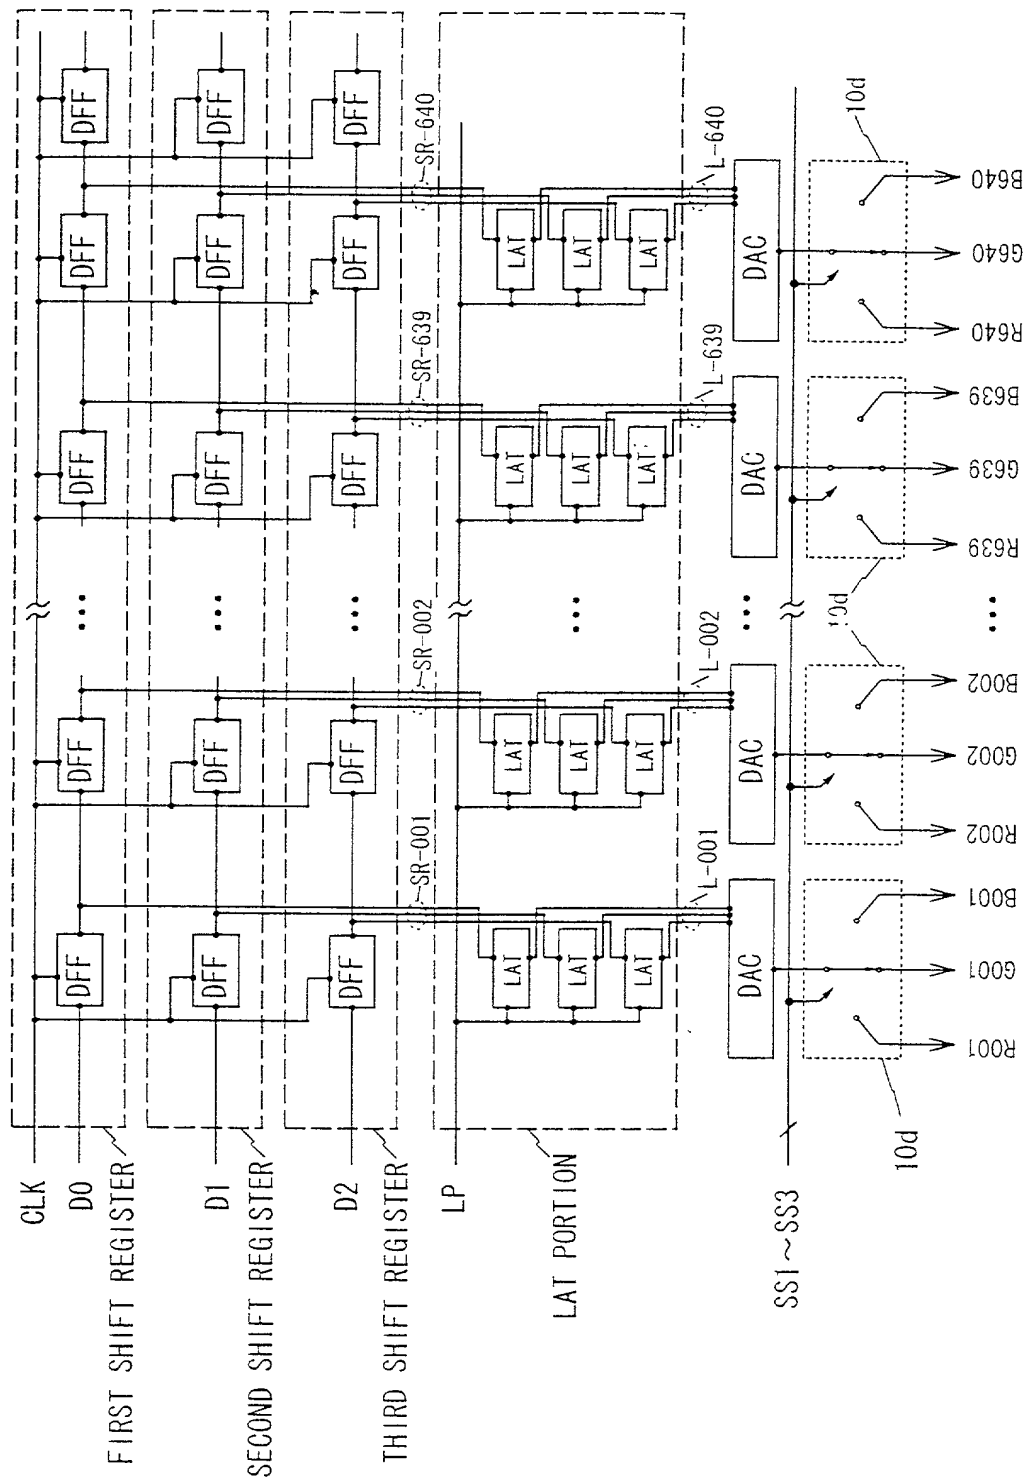 CLK
D0
FIRST SHIFT REGISTER
DFF DFF ... DFF DFF DFF
D1
SECOND SHIFT REGISTER
DFF DFF ... DFF DFF DFF
D2
THIRD SHIFT REGISTER
DFF DFF ... DFF DFF DFF
SR-001 SR-002 SR-639 SR-640
LP
LAT PORTION
LAT LAT LAT LAT
LAT LAT ... LAT LAT
LAT LAT LAT LAT
L-001 L-002 L-639 L-640
DAC DAC ... DAC DAC
SS1~SS3
10d 10d 10d
R001 G001 B001 R002 G002 B002 ... R639 G639 B639 R640 G640 B640